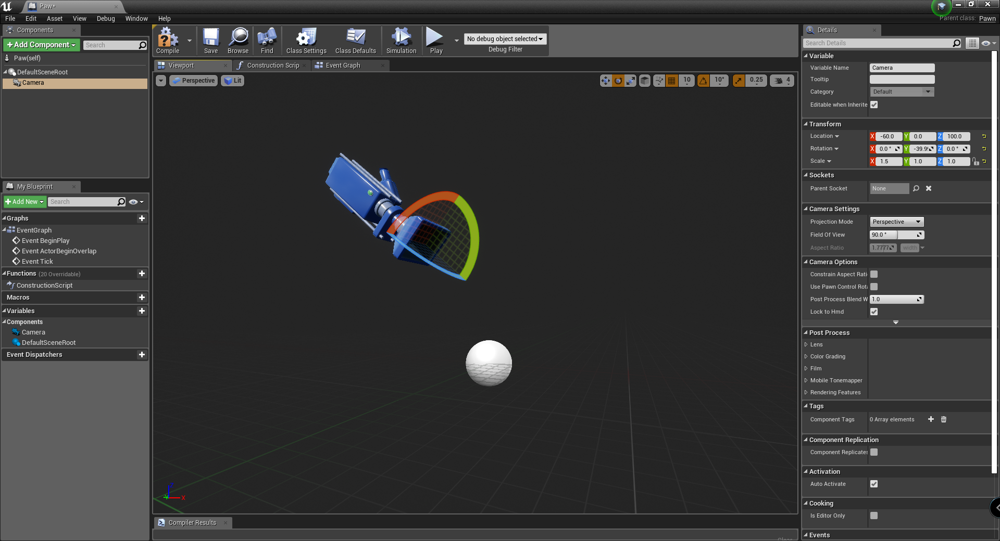 Paw*
File Edit Asset View Debug Window Help
Parent class: Pawn
Components
Add Component
Search
Paw(self)
DefaultSceneRoot
Camera
My Blueprint
Add New
Search
Graphs
EventGraph
Event BeginPlay
Event ActorBeginOverlap
Event Tick
Functions (20 Overridable)
ConstructionScript
Macros
Variables
Components
Camera
DefaultSceneRoot
Event Dispatchers
Compile Save Browse Find Class Settings Class Defaults Simulation Play
No debug object selected
Debug Filter
Viewport Construction Scrip Event Graph
Perspective Lit 10 10° 0.25 4
Z
Y X
Compiler Results
Clear
Details
Search Details
Variable
Variable Name Camera
Tooltip
Category Default
Editable when Inherite
Transform
Location X -60.0 Y 0.0 Z 100.0
Rotation X 0.0 ° Y -39.9 Z 0.0 °
Scale X 1.5 Y 1.0 Z 1.0
Sockets
Parent Socket None
Camera Settings
Projection Mode Perspective
Field Of View 90.0 °
Aspect Ratio 1.7777 width
Camera Options
Constrain Aspect Rati
Use Pawn Control Rota
Post Process Blend W 1.0
Lock to Hmd
Post Process
Lens
Color Grading
Film
Mobile Tonemapper
Rendering Features
Tags
Component Tags 0 Array elements
Component Replication
Component Replicates
Activation
Auto Activate
Cooking
Is Editor Only
Events